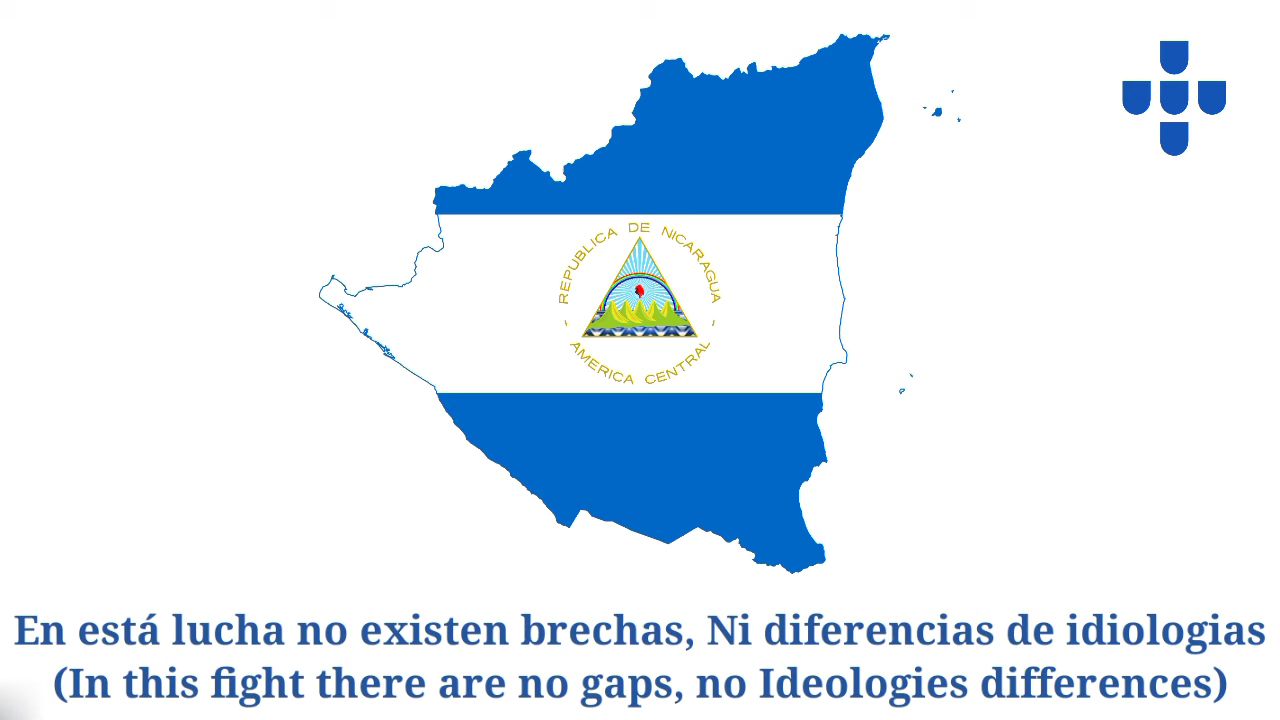 REPUBLICA DE NICARAGUA
- AMERICA CENTRAL -
En está lucha no existen brechas, Ni diferencias de idiologias
(In this fight there are no gaps, no Ideologies differences)